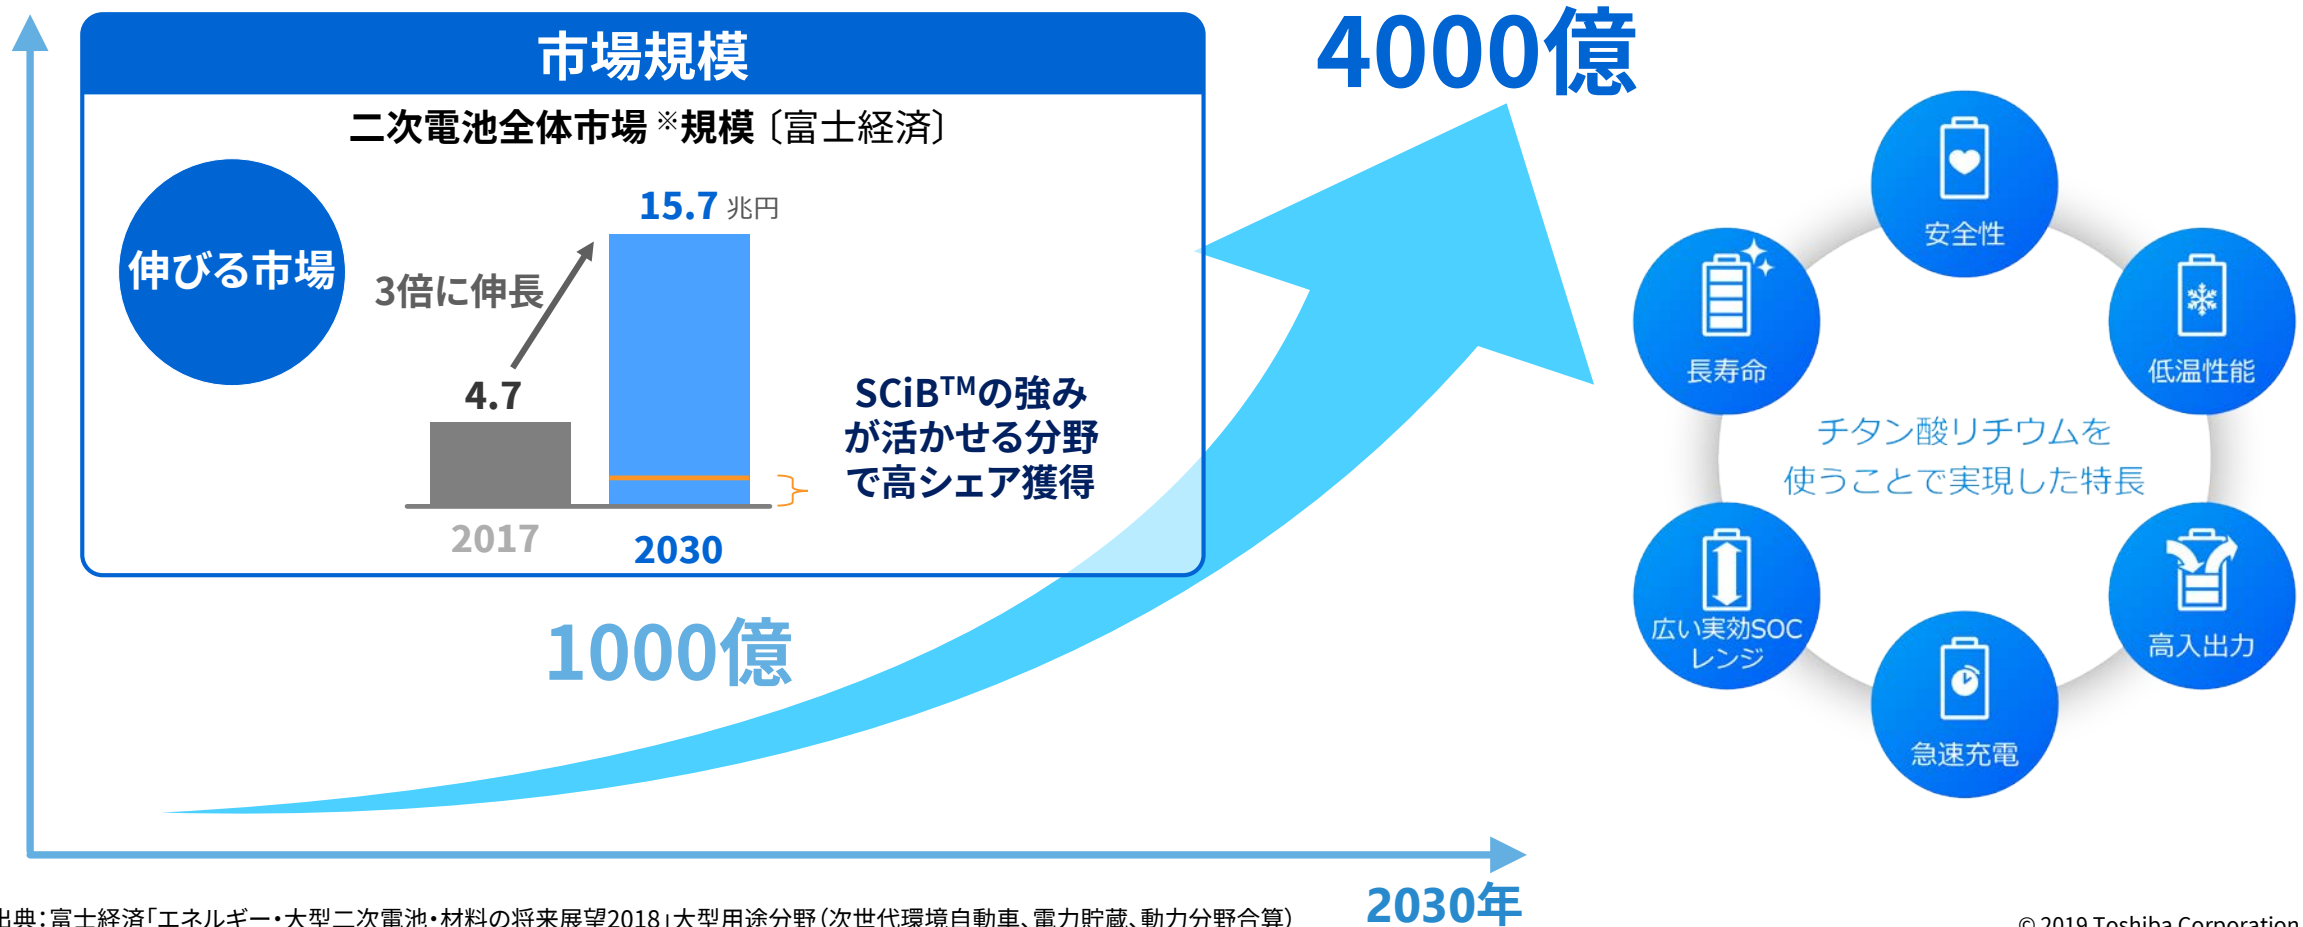 市場規模
二次電池全体市場 ※規模〔富士経済〕
伸びる市場
3倍に伸長
15.7 兆円
4.7
2017
2030
SCiB™の強み
が活かせる分野
で高シェア獲得
1000億
4000億
2030年
安全性
低温性能
高入出力
急速充電
広い実効SOC
レンジ
長寿命
チタン酸リチウムを
使うことで実現した特長
出典：富士経済「エネルギー・大型二次電池・材料の将来展望2018」大型用途分野（次世代環境自動車、電力貯蔵、動力分野合算）
© 2019 Toshiba Corporation